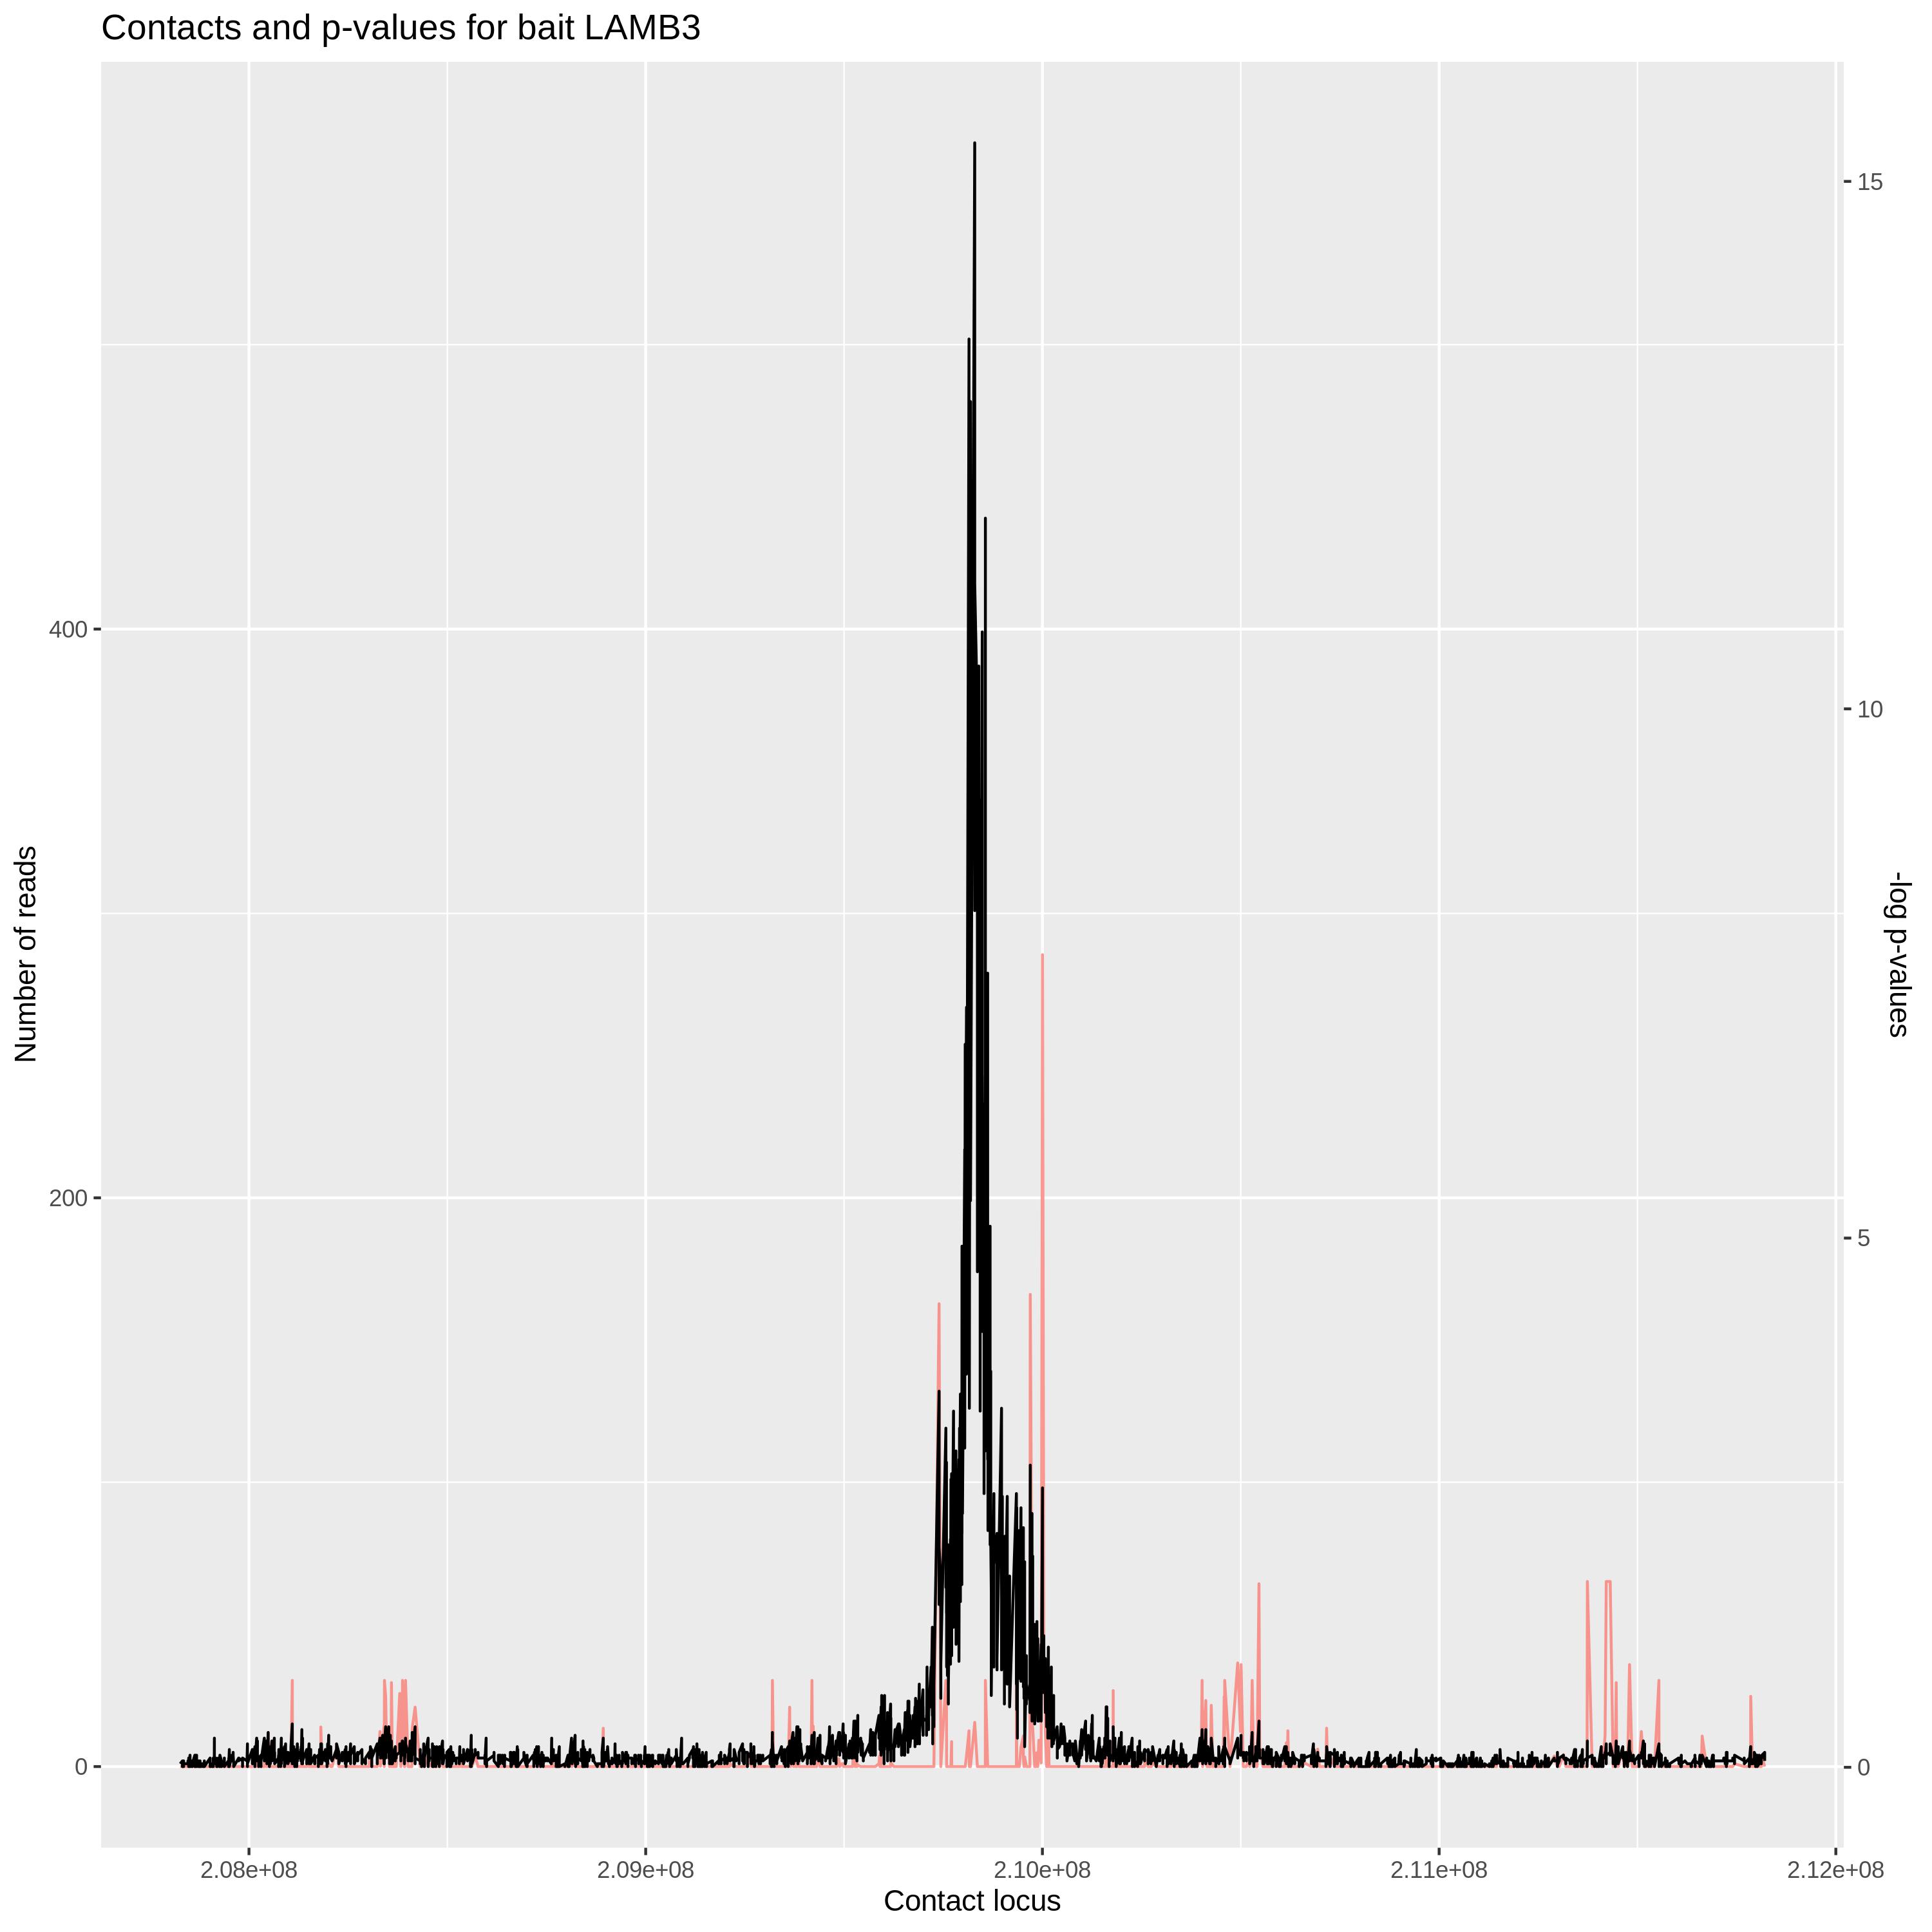 Contacts and p-values for bait LAMB3
15
400
10
Number of reads
-log p-values
200
5
0
0
2.08e+08
2.09e+08
2.10e+08
2.11e+08
2.12e+08
Contact locus